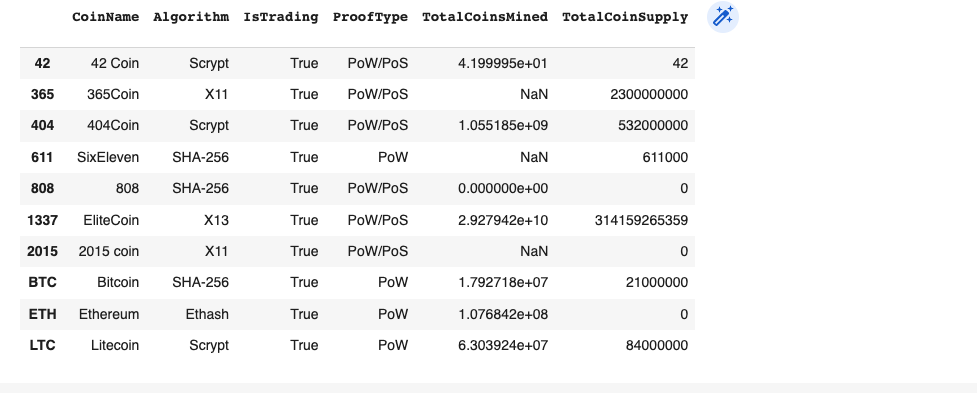 CoinName Algorithm IsTrading ProofType TotalCoinsMined TotalCoinSupply
42 42 Coin Scrypt True PoW/PoS 4.199995e+01 42
365 365Coin X11 True PoW/PoS NaN 2300000000
404 404Coin Scrypt True PoW/PoS 1.055185e+09 532000000
611 SixEleven SHA-256 True PoW NaN 611000
808 808 SHA-256 True PoW/PoS 0.000000e+00 0
1337 EliteCoin X13 True PoW/PoS 2.927942e+10 314159265359
2015 2015 coin X11 True PoW/PoS NaN 0
BTC Bitcoin SHA-256 True PoW 1.792718e+07 21000000
ETH Ethereum Ethash True PoW 1.076842e+08 0
LTC Litecoin Scrypt True PoW 6.303924e+07 84000000